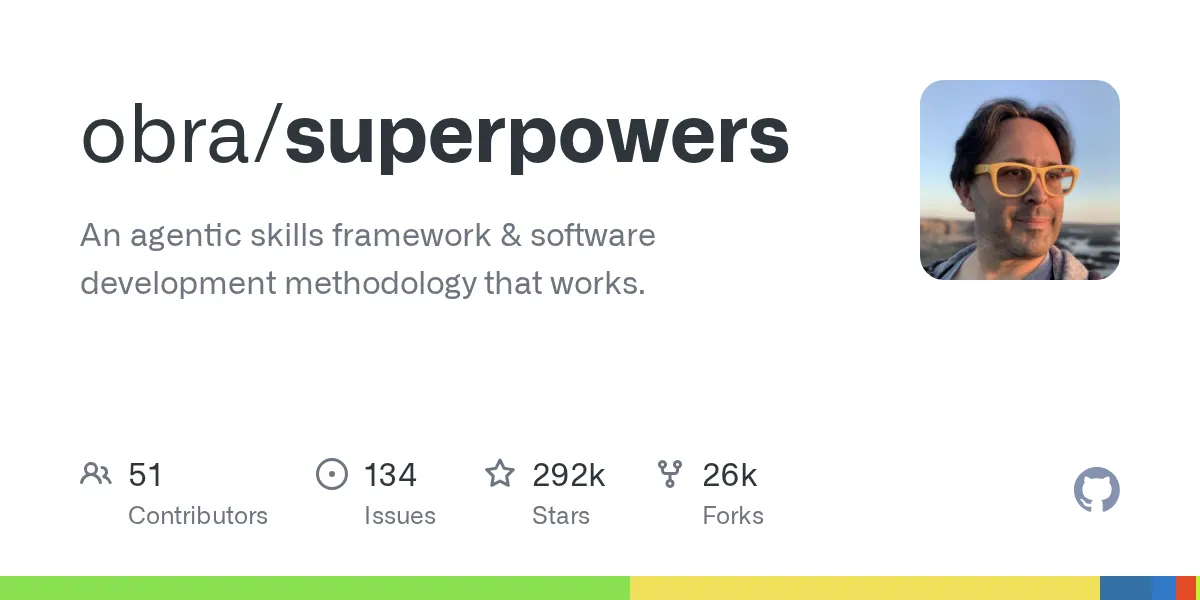 obra/superpowers
An agentic skills framework & software
development methodology that works.
51 134 292k 26k
Contributors Issues Stars Forks